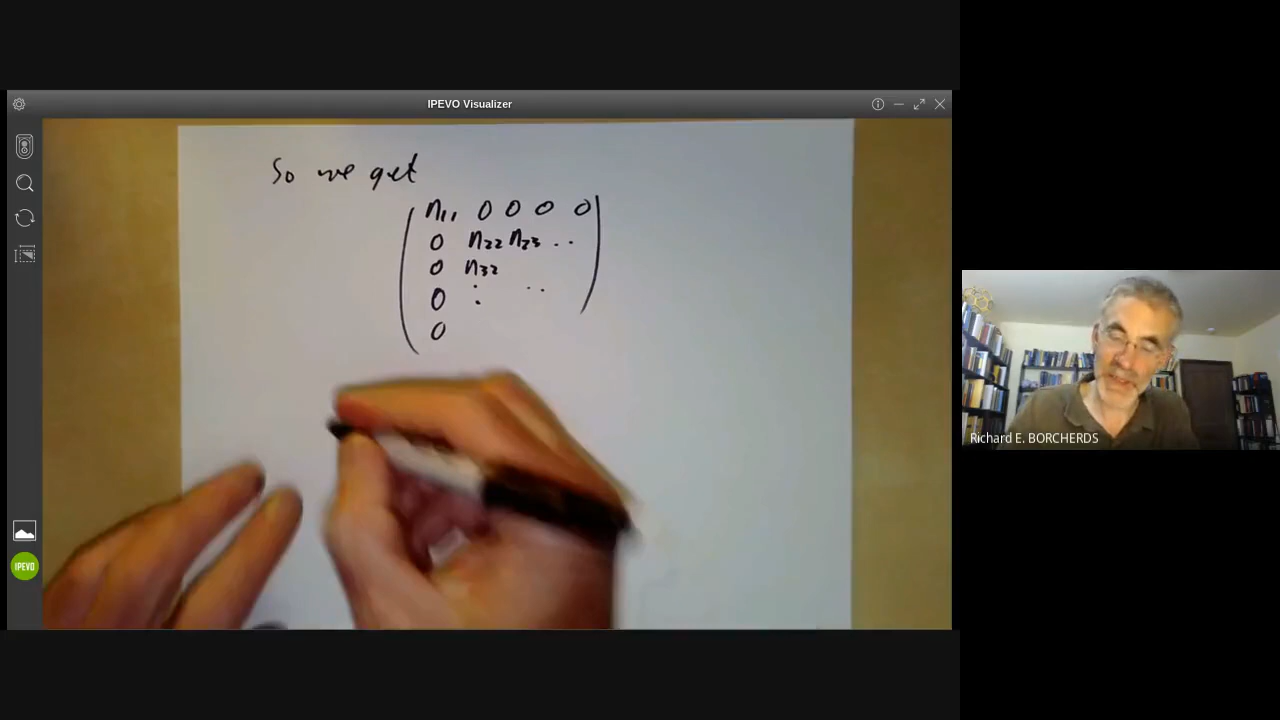 IPEVO Visualizer
So we get
n11 0 0 0 0
0 n22 n23 ..
0 n32
0 : ..
0
Richard E. BORCHERDS
IPEVO